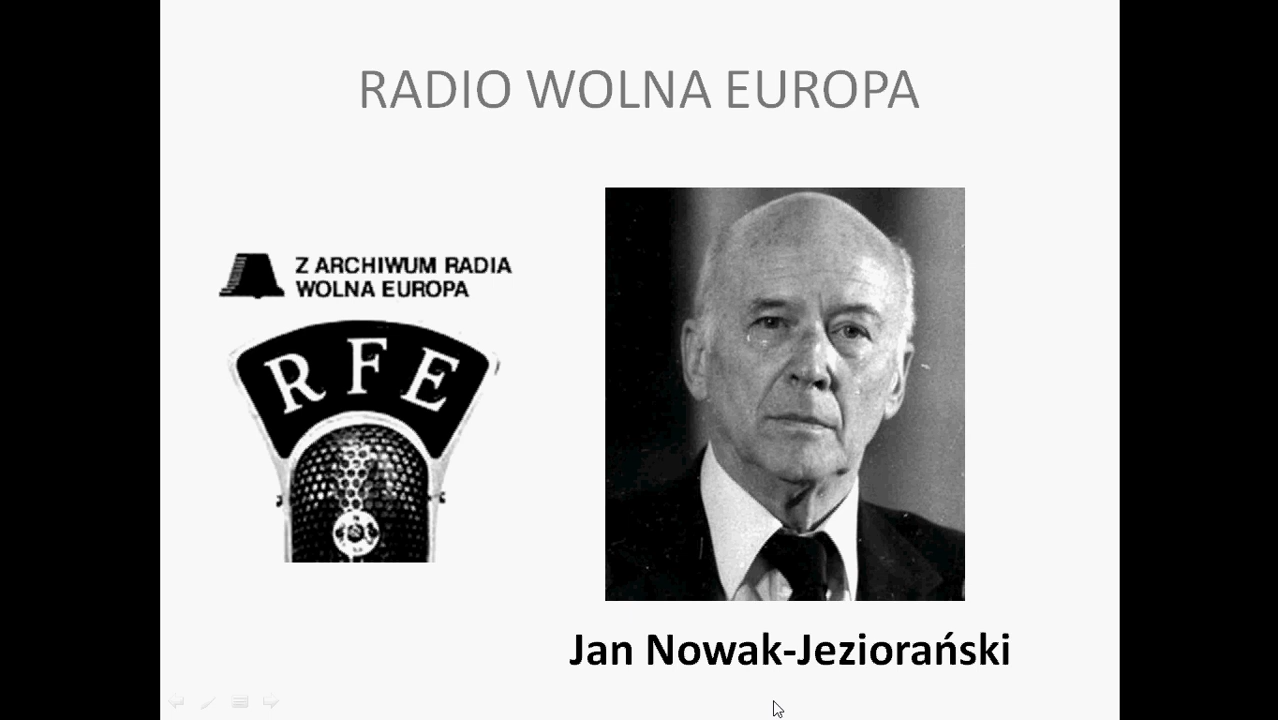 RADIO WOLNA EUROPA
Z ARCHIWUM RADIA
WOLNA EUROPA
RFE
Jan Nowak-Jeziorański